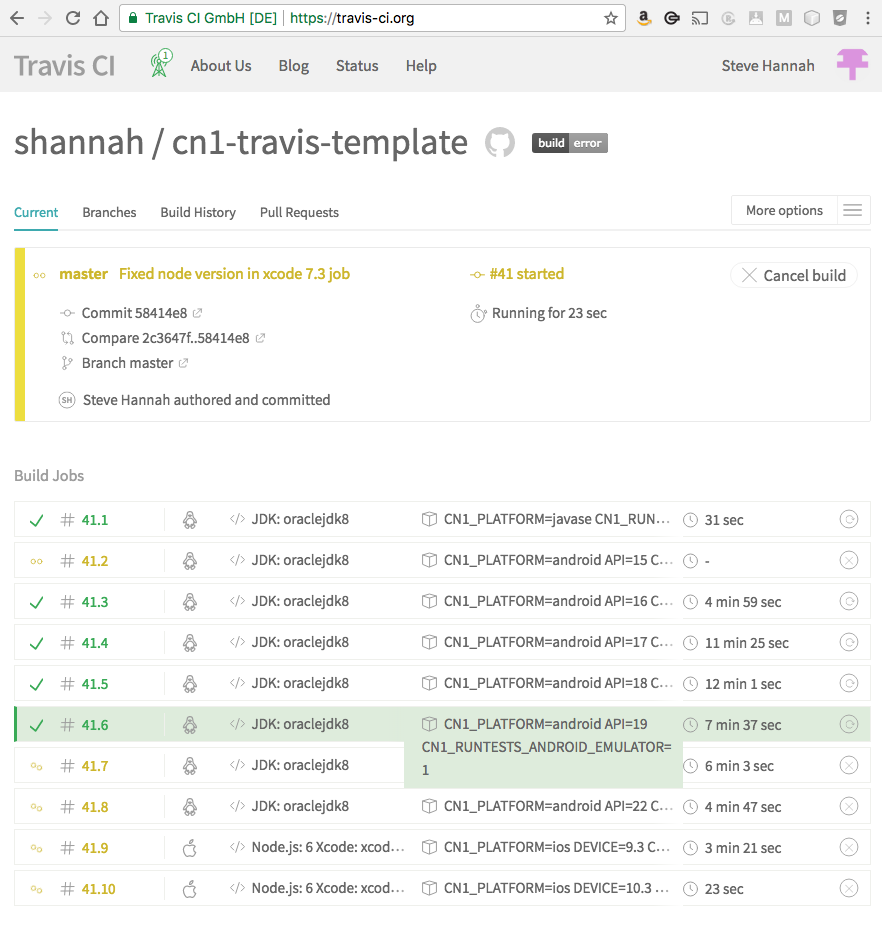 Travis CI GmbH [DE] https://travis-ci.org
Travis CI 1 About Us Blog Status Help Steve Hannah
shannah / cn1-travis-template build error
Current Branches Build History Pull Requests More options
master Fixed node version in xcode 7.3 job #41 started Cancel build
Commit 58414e8 Running for 23 sec
Compare 2c3647f..58414e8
Branch master
SH Steve Hannah authored and committed
Build Jobs
# 41.1 </> JDK: oraclejdk8 CN1_PLATFORM=javase CN1_RUN... 31 sec
# 41.2 </> JDK: oraclejdk8 CN1_PLATFORM=android API=15 C... -
# 41.3 </> JDK: oraclejdk8 CN1_PLATFORM=android API=16 C... 4 min 59 sec
# 41.4 </> JDK: oraclejdk8 CN1_PLATFORM=android API=17 C... 11 min 25 sec
# 41.5 </> JDK: oraclejdk8 CN1_PLATFORM=android API=18 C... 12 min 1 sec
# 41.6 </> JDK: oraclejdk8 CN1_PLATFORM=android API=19 7 min 37 sec
CN1_RUNTESTS_ANDROID_EMULATOR=
1
# 41.7 </> JDK: oraclejdk8 6 min 3 sec
# 41.8 </> JDK: oraclejdk8 CN1_PLATFORM=android API=22 C... 4 min 47 sec
# 41.9 </> Node.js: 6 Xcode: xcod... CN1_PLATFORM=ios DEVICE=9.3 C... 3 min 21 sec
# 41.10 </> Node.js: 6 Xcode: xcod... CN1_PLATFORM=ios DEVICE=10.3 ... 23 sec